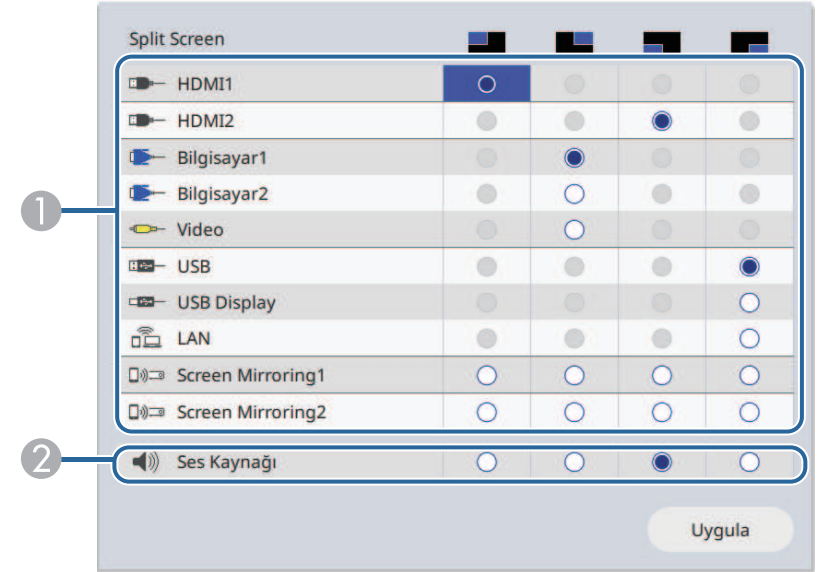 Split Screen
HDMI1
HDMI2
Bilgisayar1
Bilgisayar2
Video
USB
USB Display
LAN
Screen Mirroring1
Screen Mirroring2
Ses Kaynağı
Uygula
1
2